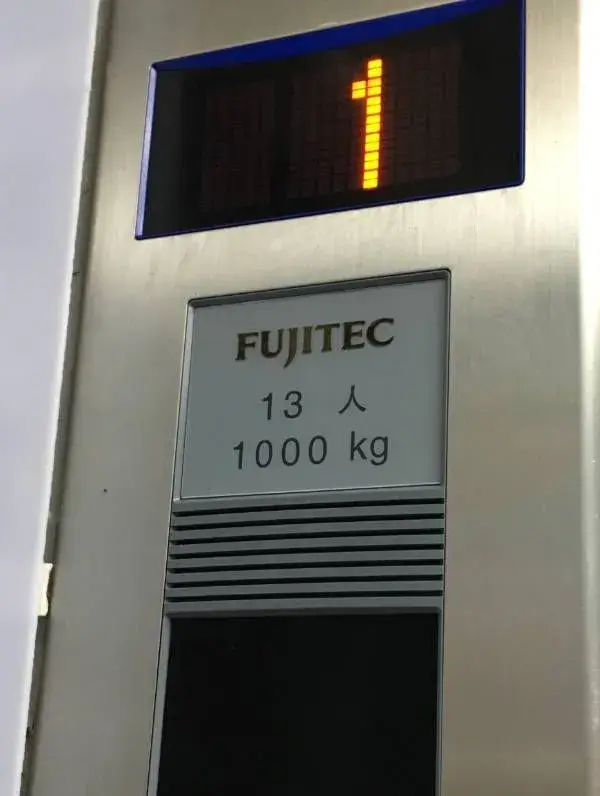 1
FUJITEC
13 人
1000 kg